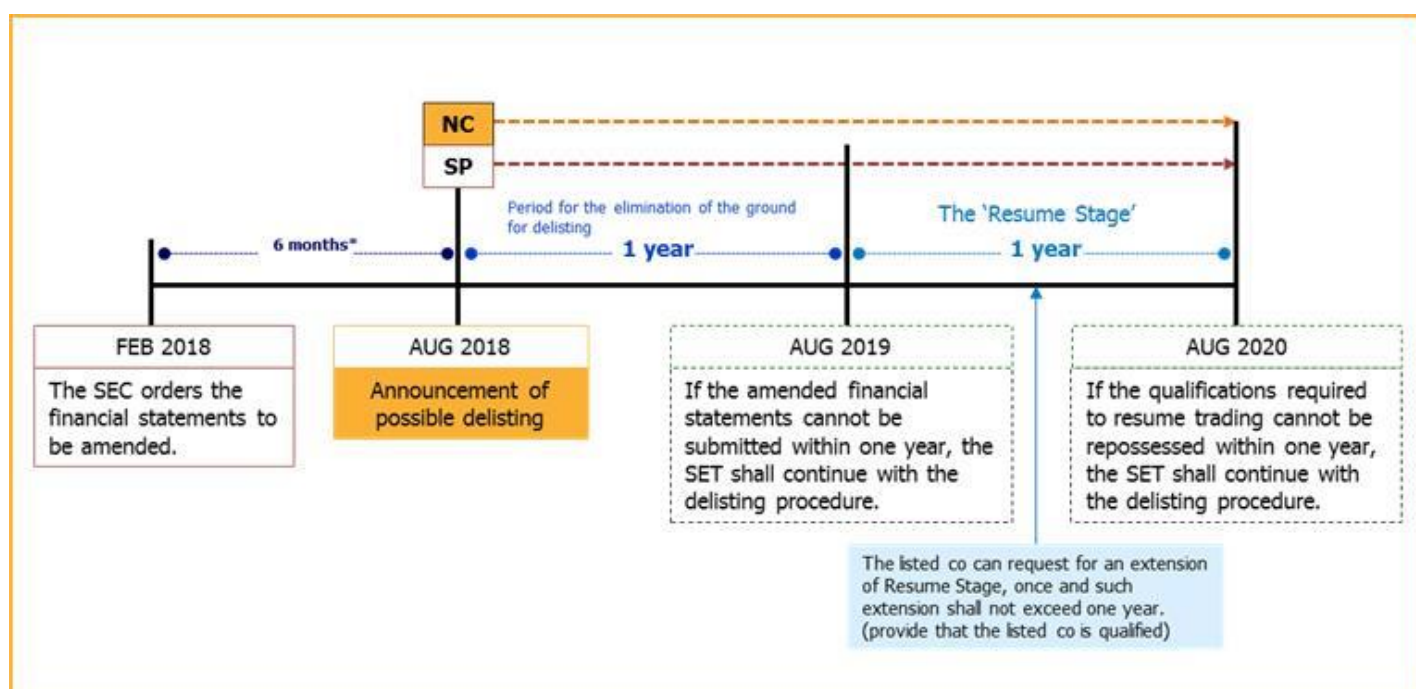 NC
SP
Period for the elimination of the ground
for delisting
The ‘Resume Stage’
6 months*
1 year
1 year
FEB 2018
The SEC orders the
financial statements to
be amended.
AUG 2018
Announcement of
possible delisting
AUG 2019
If the amended financial
statements cannot be
submitted within one year, the
SET shall continue with the
delisting procedure.
AUG 2020
If the qualifications required
to resume trading cannot be
repossessed within one year,
the SET shall continue with
the delisting procedure.
The listed co can request for an extension
of Resume Stage, once and such
extension shall not exceed one year.
(provide that the listed co is qualified)